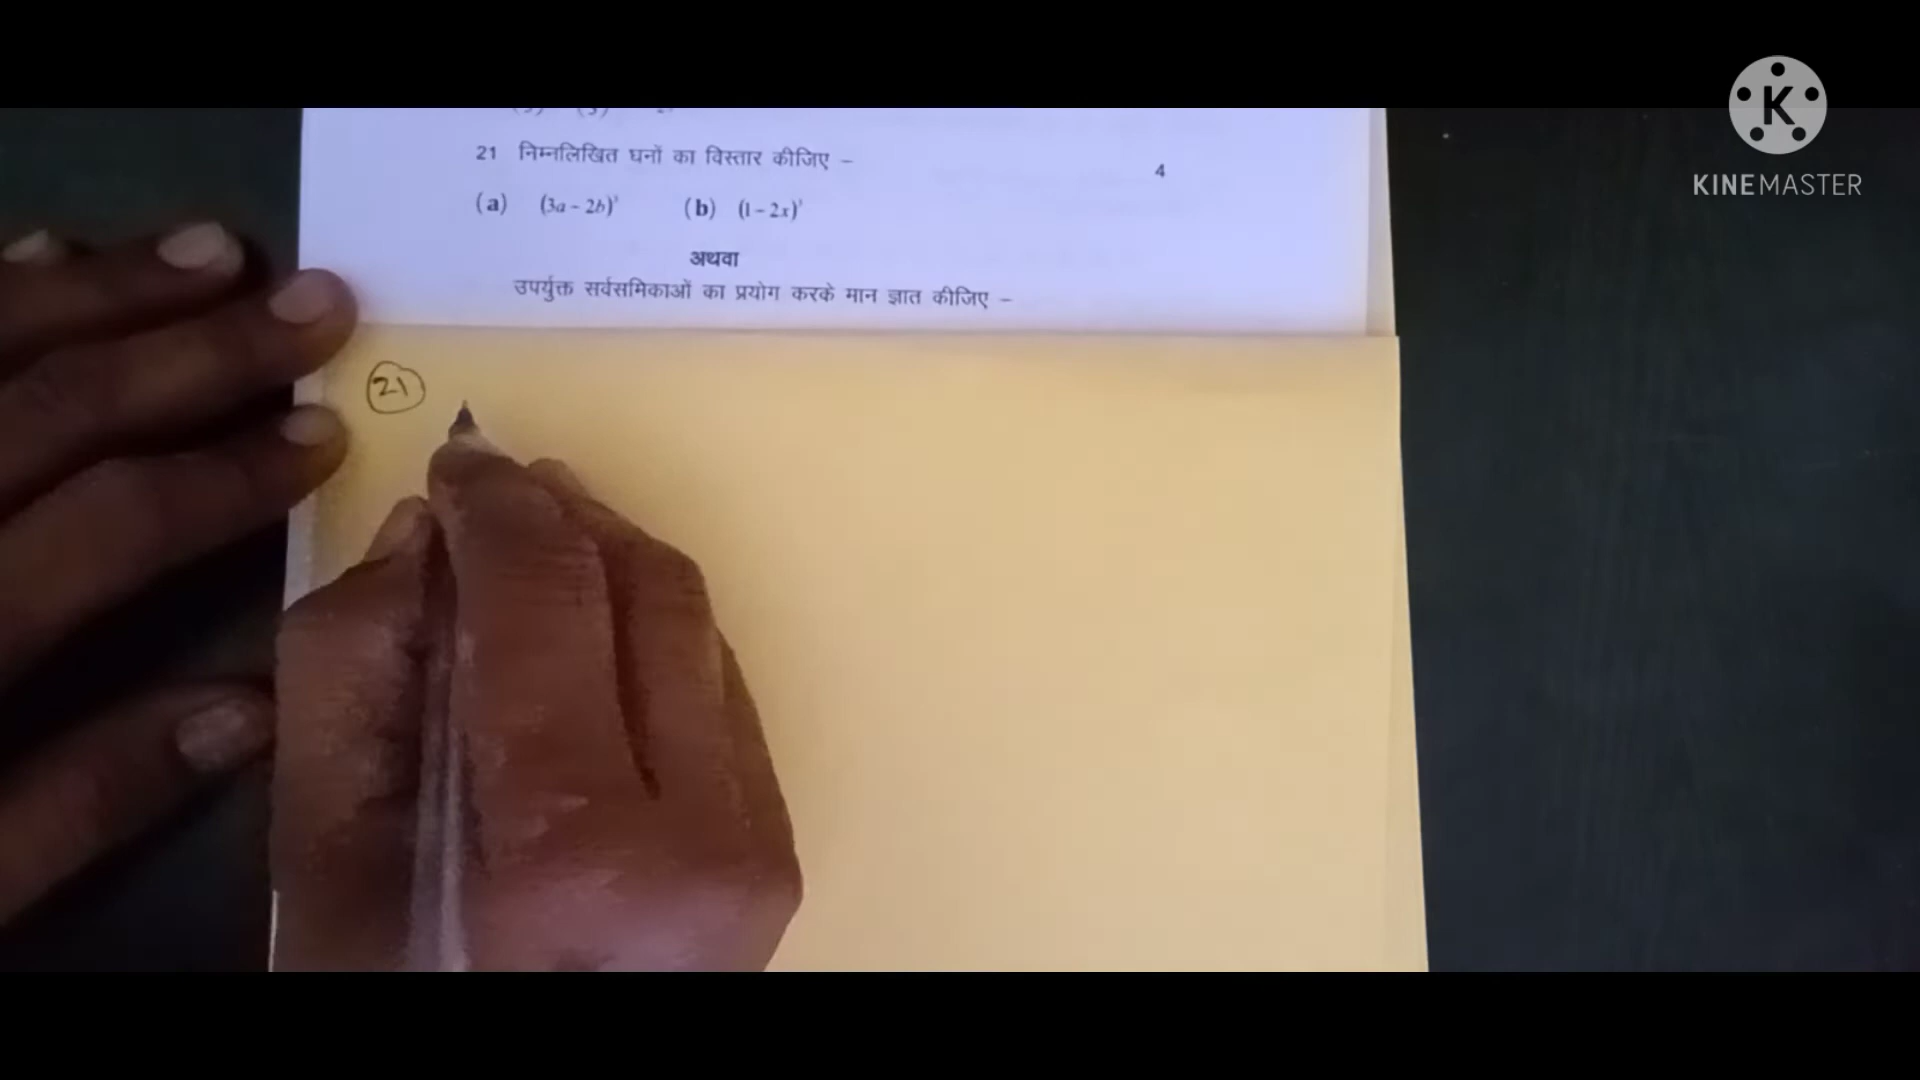 21 निम्नलिखित घनों का विस्तार कीजिए – 4
(a) (3a – 2b)³ (b) (1 – 2x)³
अथवा
उपर्युक्त सर्वसमिकाओं का प्रयोग करके मान ज्ञात कीजिए –
21
K
KINEMASTER